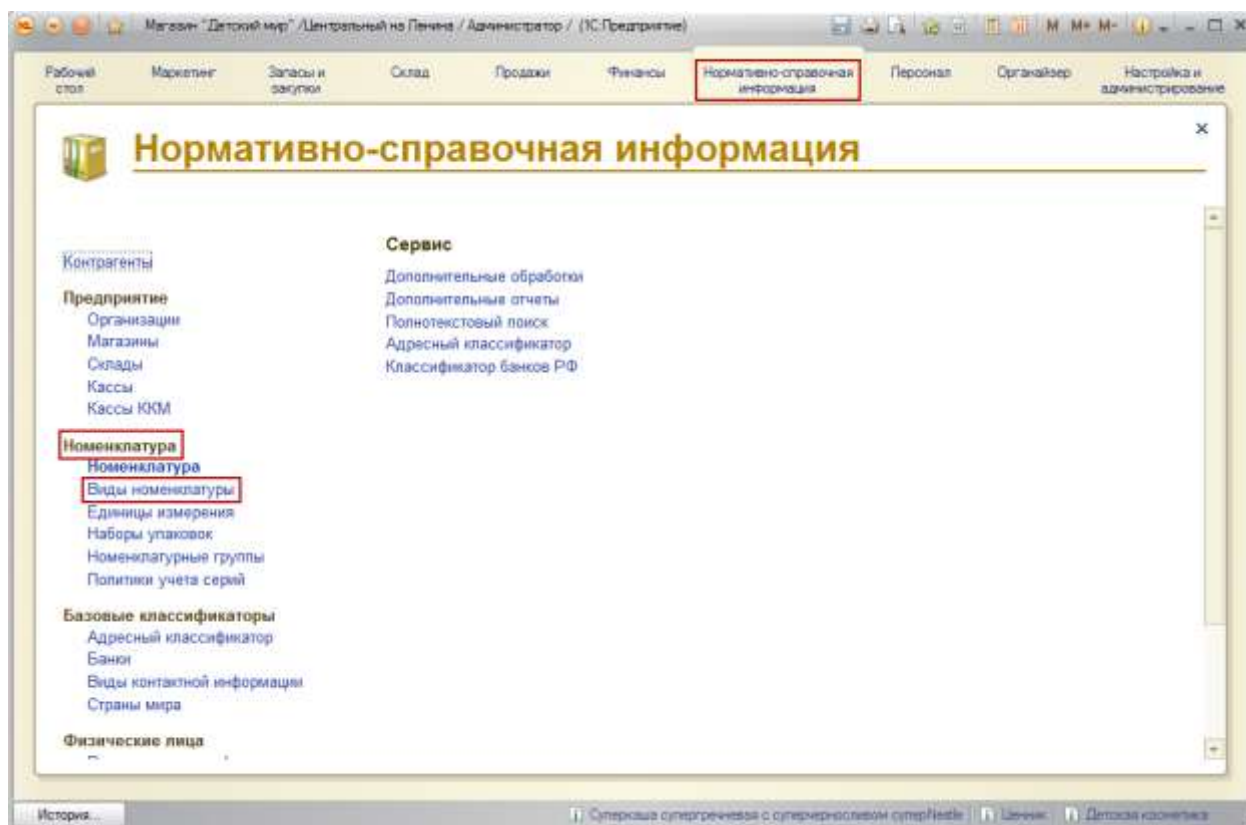 Магазин "Детский мир" /Центральный на Ленина / Администратор / (1С:Предприятие)
M M+ M-
Рабочий стол
Маркетинг
Запасы и закупки
Склад
Продажи
Финансы
Нормативно-справочная информация
Персонал
Органайзер
Настройка и администрирование
Нормативно-справочная информация
Контрагенты
Предприятие
Организации
Магазины
Склады
Кассы
Кассы ККМ
Номенклатура
Номенклатура
Виды номенклатуры
Единицы измерения
Наборы упаковок
Номенклатурные группы
Политики учета серий
Базовые классификаторы
Адресный классификатор
Банки
Виды контактной информации
Страны мира
Физические лица
Сервис
Дополнительные обработки
Дополнительные отчеты
Полнотекстовый поиск
Адресный классификатор
Классификатор банков РФ
История...
Суперкаша супергречневая с суперчерносливом суперNestle
Ценник
Детская косметика